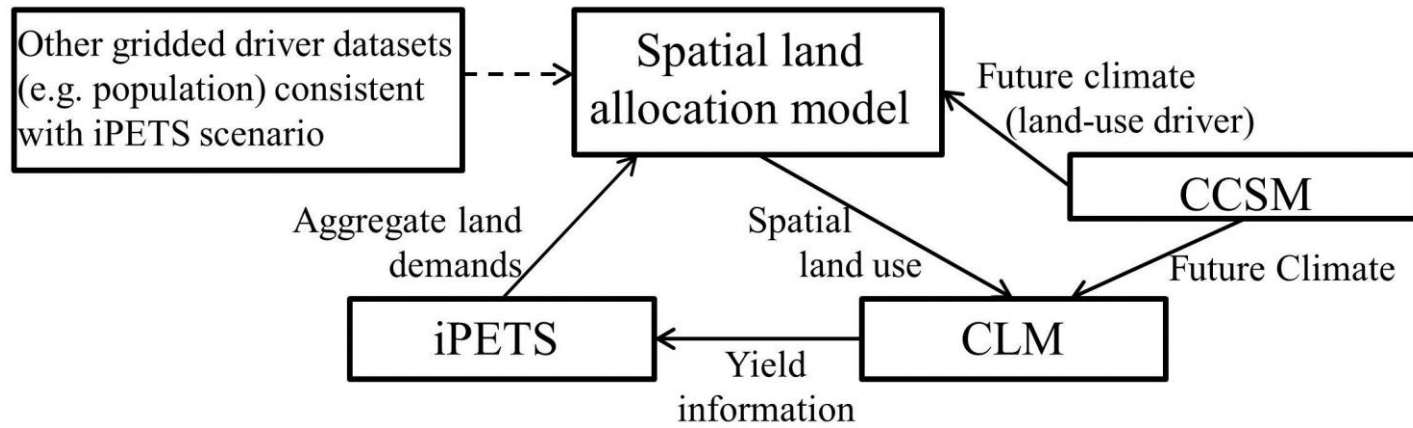 Other gridded driver datasets
(e.g. population) consistent
with iPETS scenario
Spatial land
allocation model
Future climate
(land-use driver)
CCSM
Aggregate land
demands
Spatial
land use
Future Climate
iPETS
CLM
Yield
information